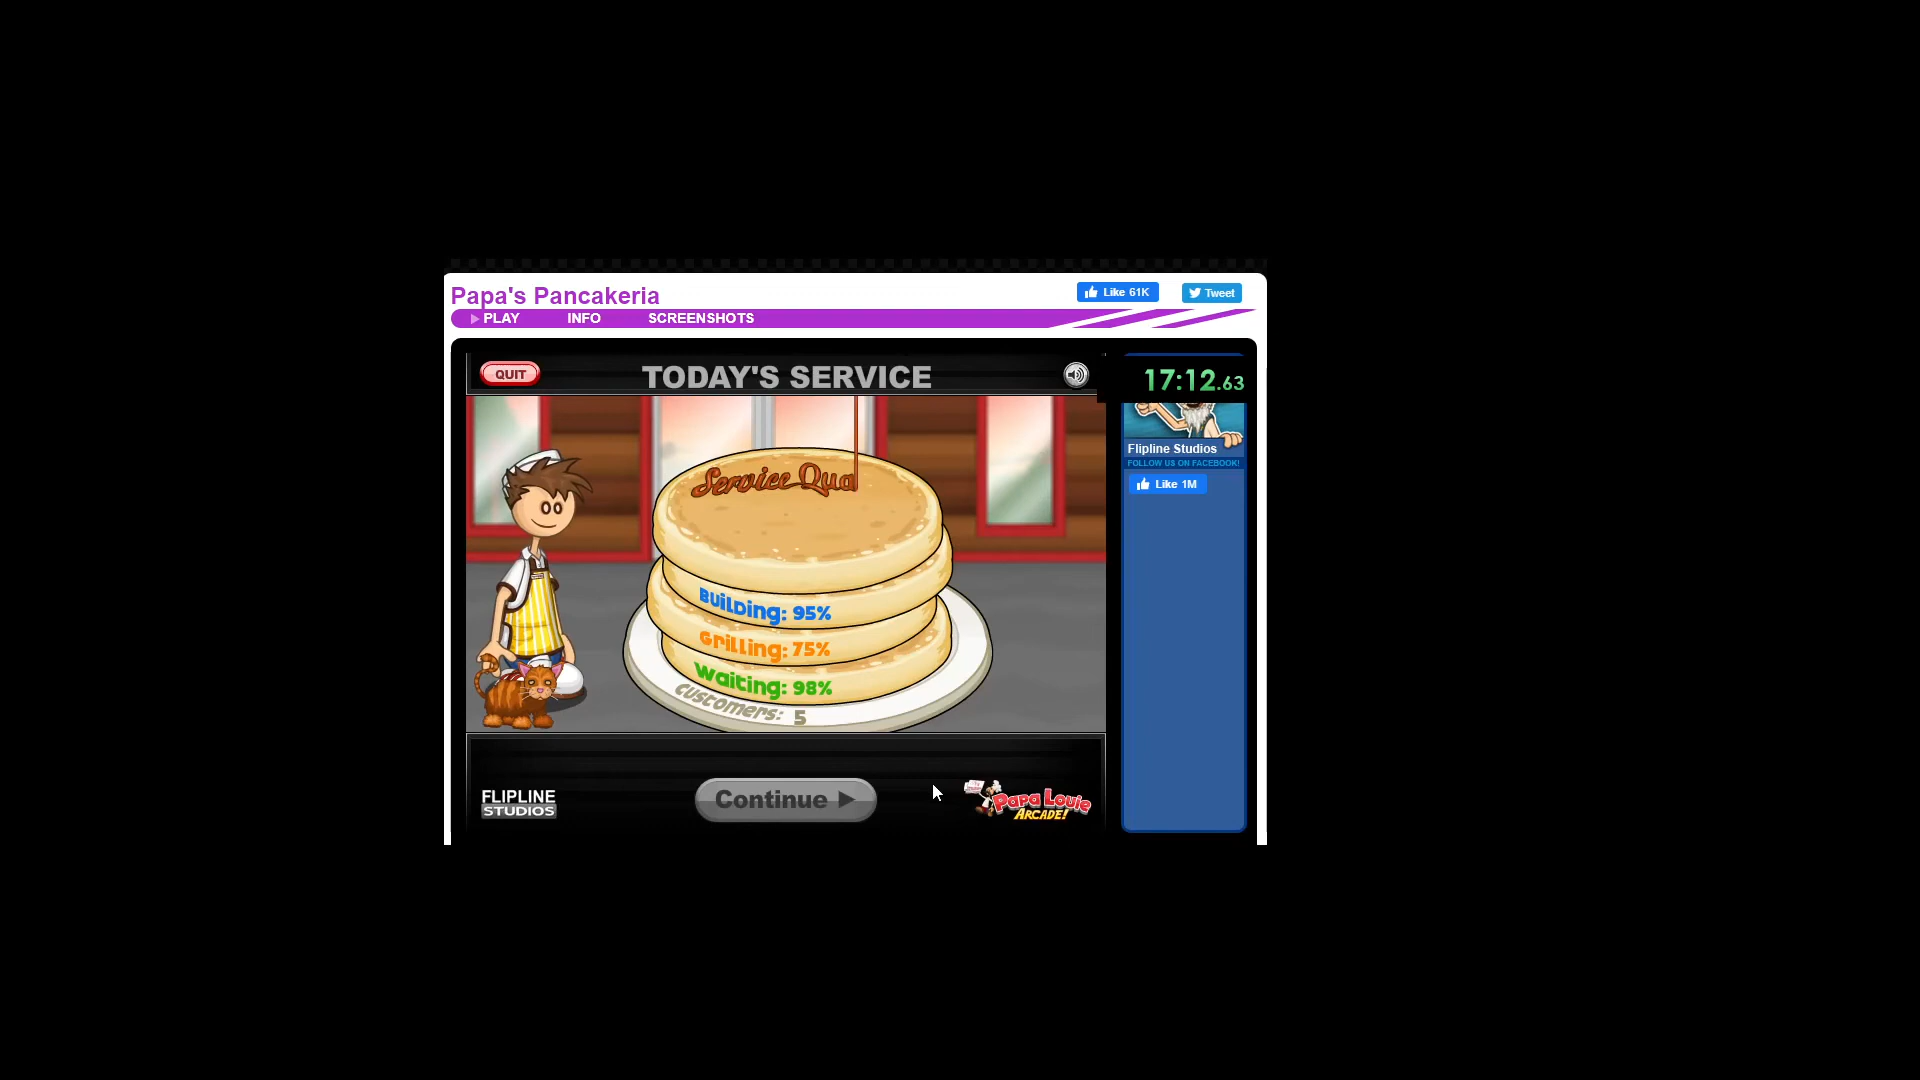 Papa's Pancakeria
Like 61K
Tweet
PLAY
INFO
SCREENSHOTS
QUIT
TODAY'S SERVICE
17:12.63
Flipline Studios
FOLLOW US ON FACEBOOK!
Like 1M
Service Qua
Building: 95%
Grilling: 75%
Waiting: 98%
customers: 5
FLIPLINE
STUDIOS
Continue
Papa Louie
ARCADE!